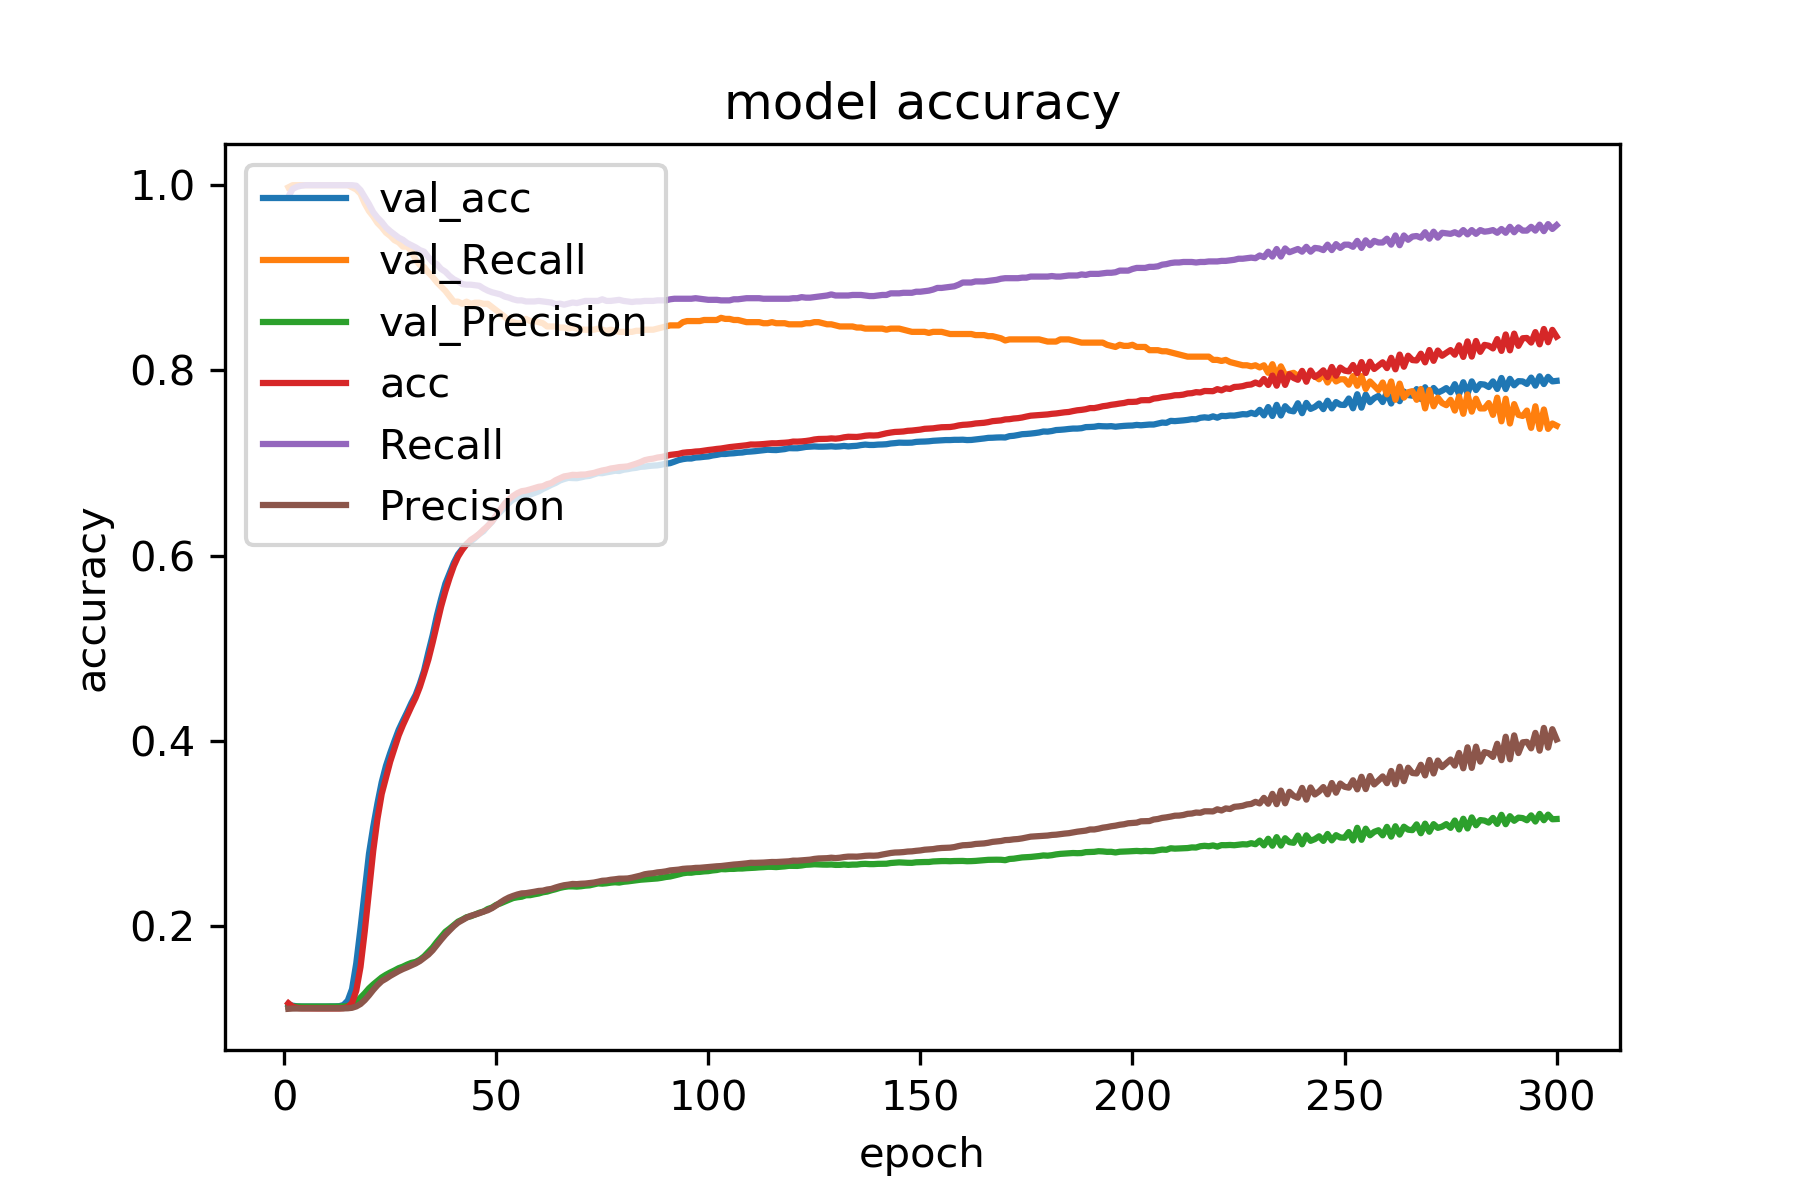 model accuracy
val_acc
val_Recall
val_Precision
acc
Recall
Precision
accuracy
1.0
0.8
0.6
0.4
0.2
0 50 100 150 200 250 300
epoch